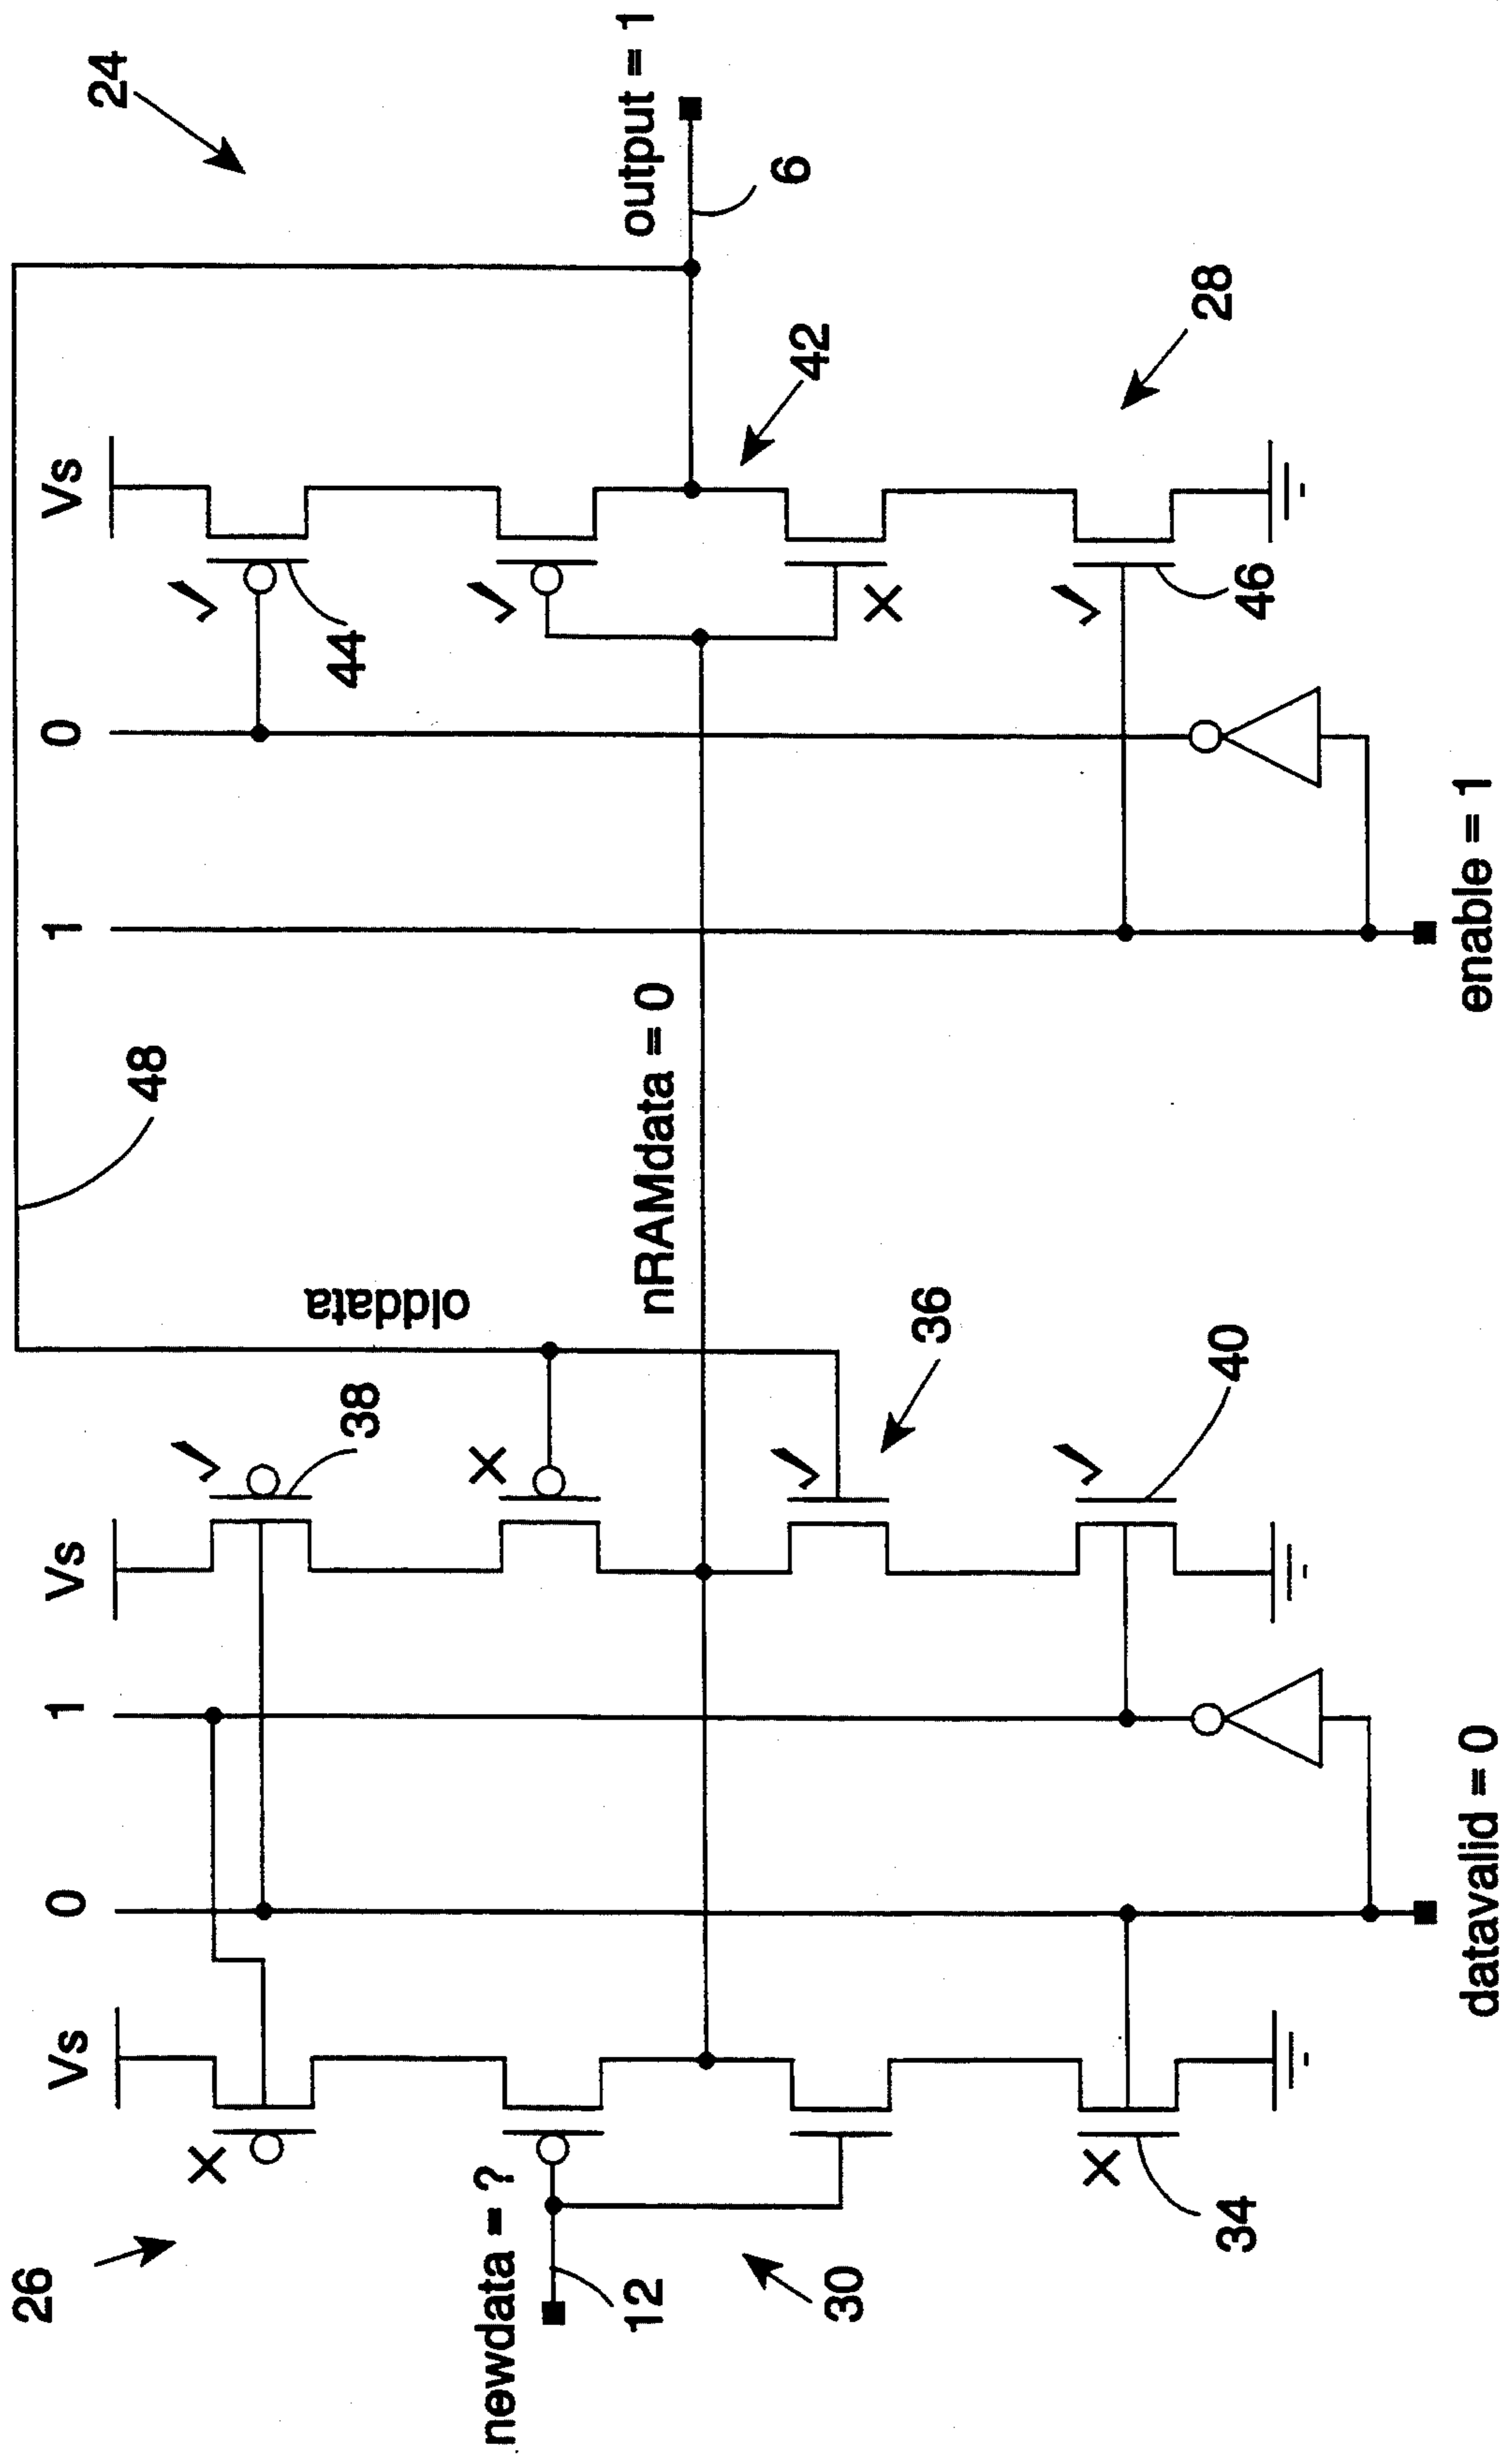 26
Vs
0
1
Vs
1
0
Vs
24
48
38
44
olddata
newdata = ?
12
nRAMdata = 0
output = 1
6
42
30
36
28
34
40
46
datavalid = 0
enable = 1